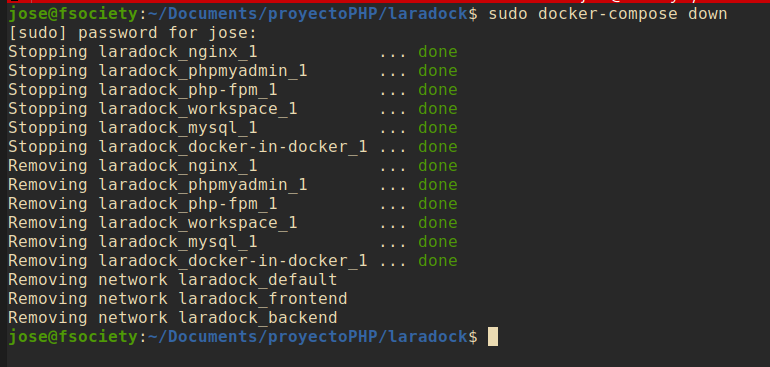 jose@fsociety:~/Documents/proyectoPHP/laradock$ sudo docker-compose down
[sudo] password for jose:
Stopping laradock_nginx_1            ... done
Stopping laradock_phpmyadmin_1       ... done
Stopping laradock_php-fpm_1          ... done
Stopping laradock_workspace_1        ... done
Stopping laradock_mysql_1            ... done
Stopping laradock_docker-in-docker_1 ... done
Removing laradock_nginx_1            ... done
Removing laradock_phpmyadmin_1       ... done
Removing laradock_php-fpm_1          ... done
Removing laradock_workspace_1        ... done
Removing laradock_mysql_1            ... done
Removing laradock_docker-in-docker_1 ... done
Removing network laradock_default
Removing network laradock_frontend
Removing network laradock_backend
jose@fsociety:~/Documents/proyectoPHP/laradock$